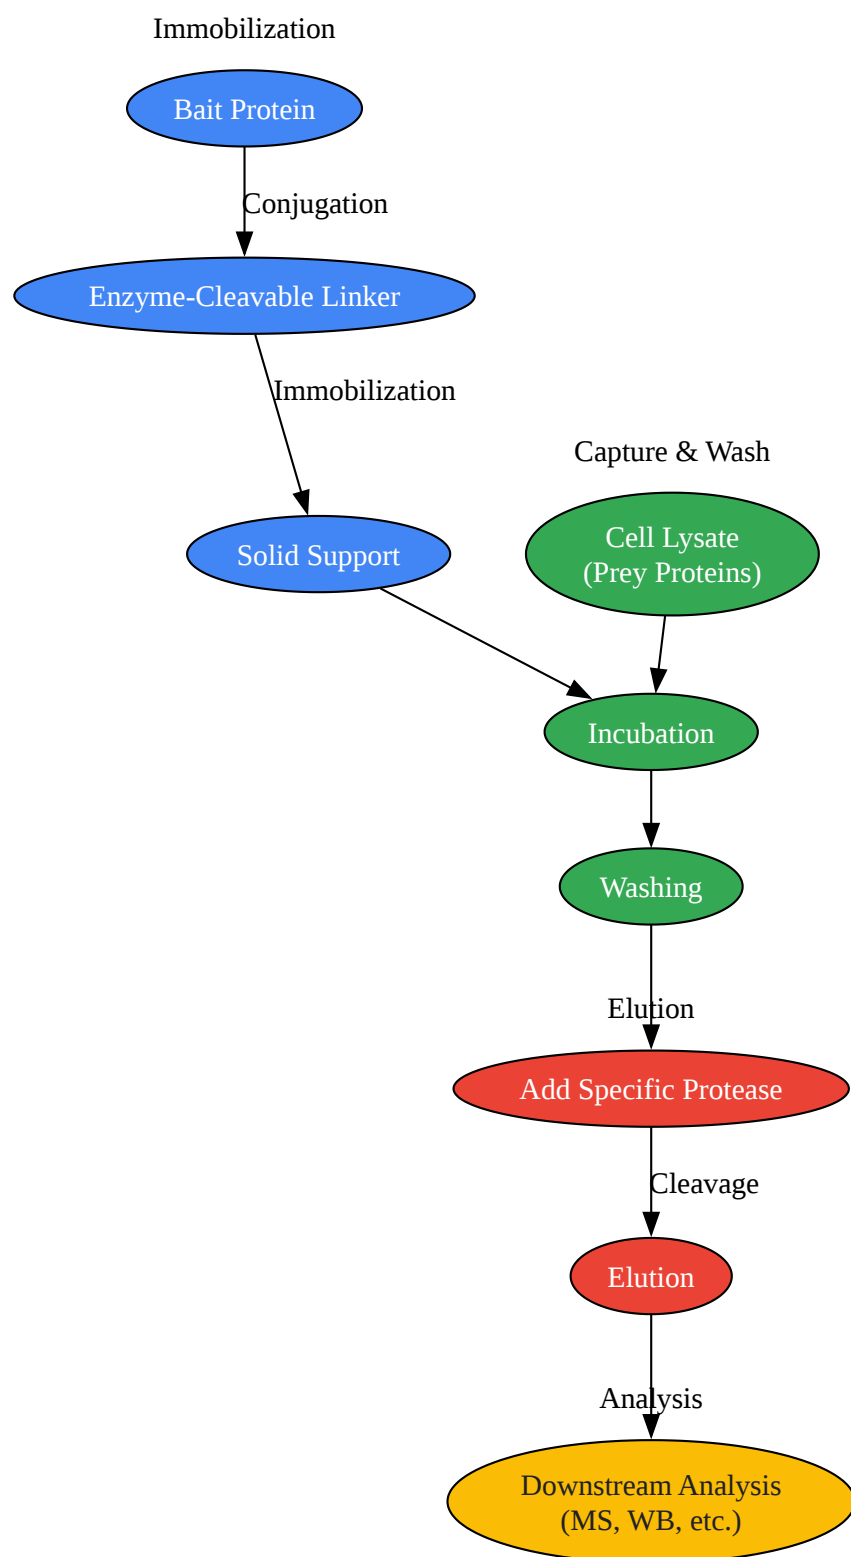 Immobilization
Bait Protein
Conjugation
Enzyme-Cleavable Linker
Immobilization
Capture & Wash
Solid Support
Cell Lysate
(Prey Proteins)
Incubation
Washing
Elution
Add Specific Protease
Cleavage
Elution
Analysis
Downstream Analysis
(MS, WB, etc.)